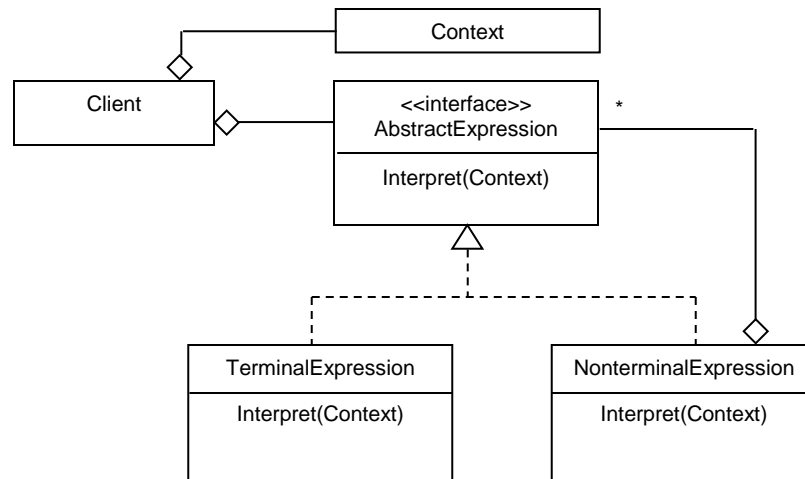 Context
Client
<<interface>>
AbstractExpression
*
Interpret(Context)
TerminalExpression
Interpret(Context)
NonterminalExpression
Interpret(Context)